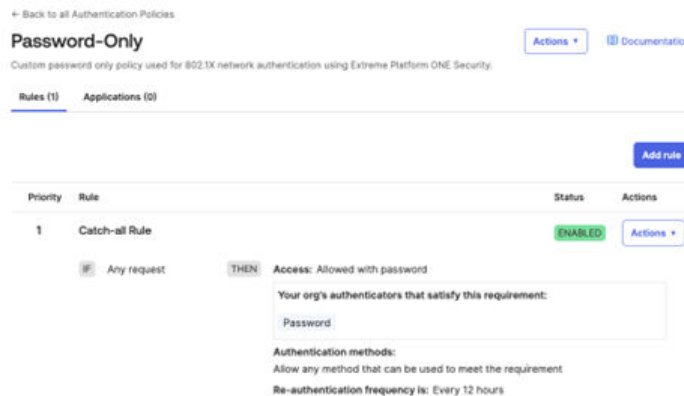 ← Back to all Authentication Policies
Password-Only
Actions ▾
Documentatio
Custom password only policy used for 802.1X network authentication using Extreme Platform ONE Security.
Rules (1) Applications (0)
Add rule
Priority Rule Status Actions
1 Catch-all Rule ENABLED Actions ▾
IF Any request THEN Access: Allowed with password
Your org's authenticators that satisfy this requirement:
Password
Authentication methods:
Allow any method that can be used to meet the requirement
Re-authentication frequency is: Every 12 hours